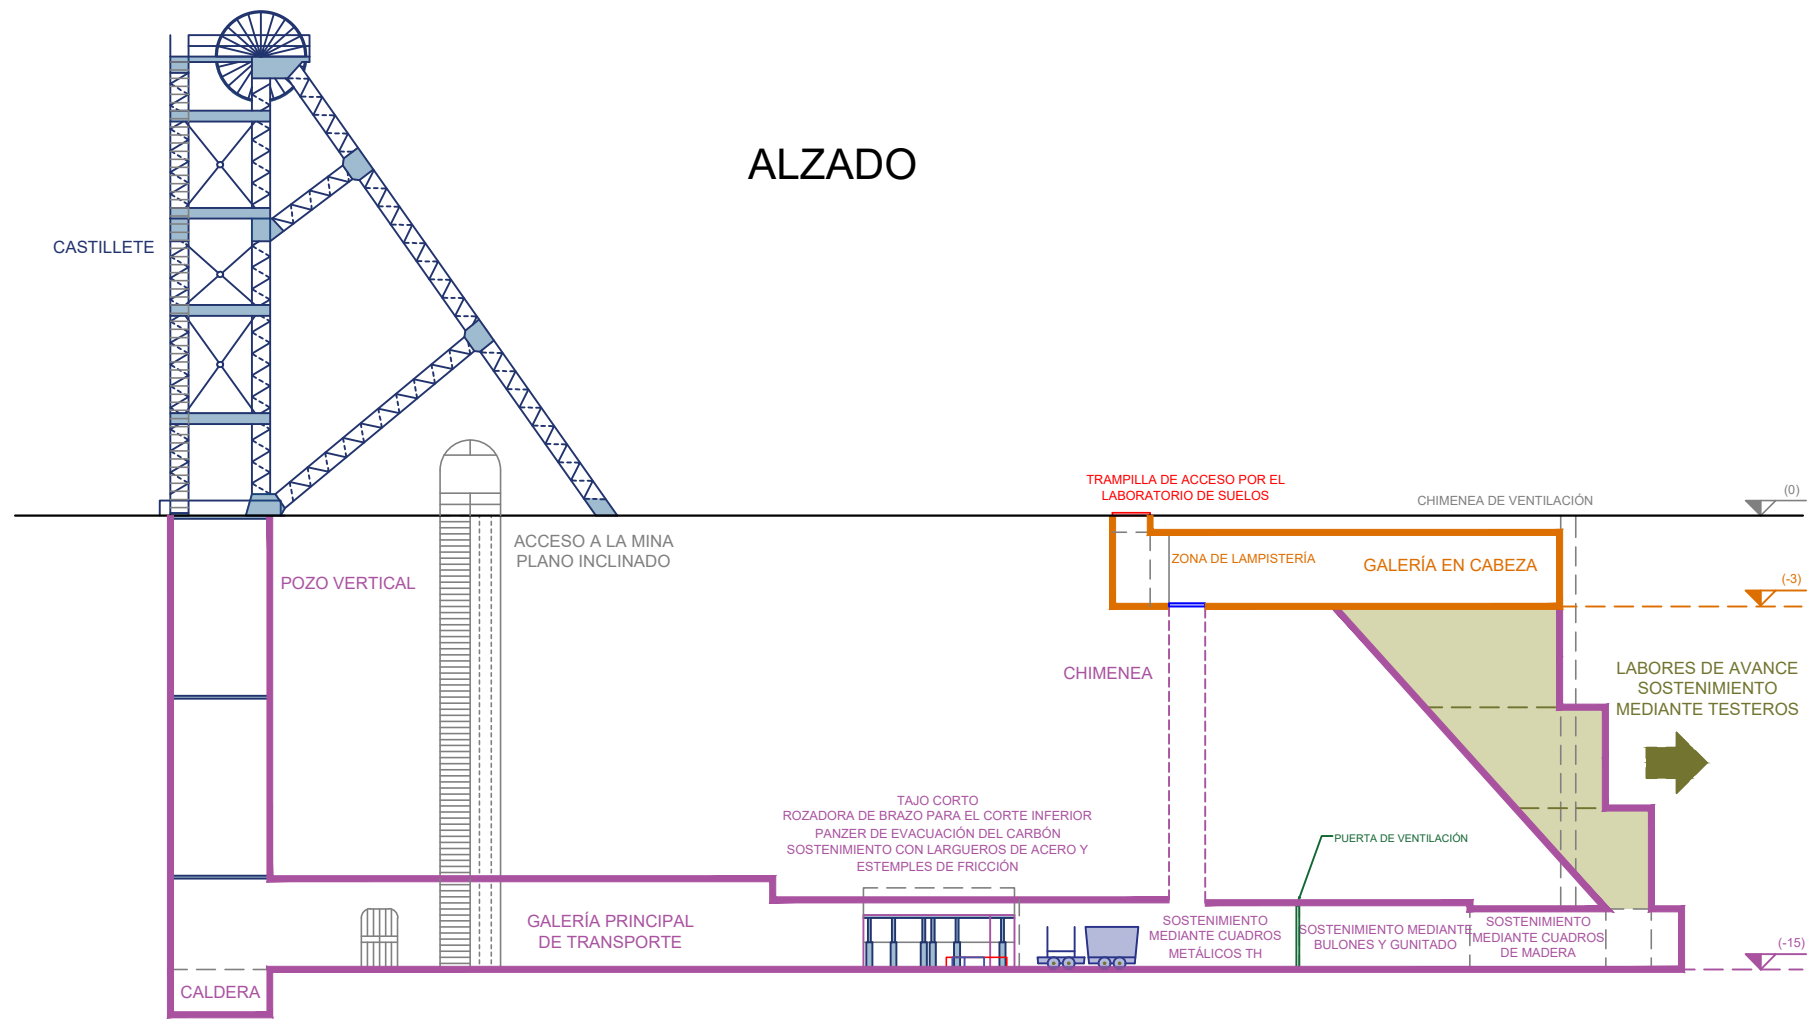 ALZADO
CASTILLETE
TRAMPILLA DE ACCESO POR EL
LABORATORIO DE SUELOS
CHIMENEA DE VENTILACIÓN
(0)
ACCESO A LA MINA
PLANO INCLINADO
POZO VERTICAL
ZONA DE LAMPISTERÍA
GALERÍA EN CABEZA
(-3)
CHIMENEA
LABORES DE AVANCE
SOSTENIMIENTO
MEDIANTE TESTEROS
TAJO CORTO
ROZADORA DE BRAZO PARA EL CORTE INFERIOR
PANZER DE EVACUACIÓN DEL CARBÓN
SOSTENIMIENTO CON LARGUEROS DE ACERO Y
ESTEMPLES DE FRICCIÓN
PUERTA DE VENTILACIÓN
GALERÍA PRINCIPAL
DE TRANSPORTE
SOSTENIMIENTO
MEDIANTE CUADROS
METÁLICOS TH
SOSTENIMIENTO MEDIANTE
BULONES Y GUNITADO
SOSTENIMIENTO
MEDIANTE CUADROS
DE MADERA
(-15)
CALDERA